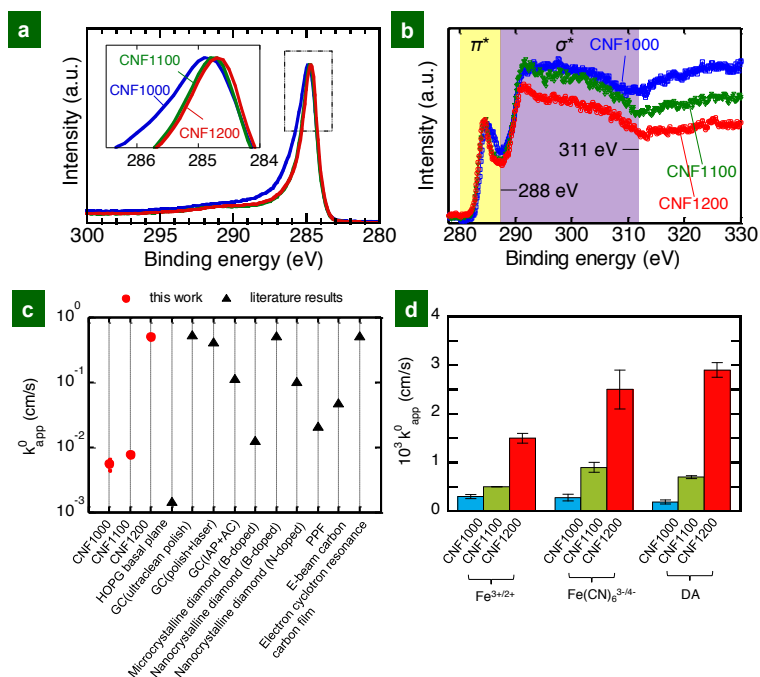 a
Intensity (a.u.)
CNF1100
CNF1000
CNF1200
286 285 284
300 295 290 285 280
Binding energy (eV)
b
π* σ*
CNF1000
311 eV
288 eV
CNF1100
CNF1200
Intensity (a.u.)
280 290 300 310 320 330
Binding energy (eV)
c
this work literature results
k⁰app (cm/s)
10⁰
10⁻¹
10⁻²
10⁻³
CNF1000
CNF1100
CNF1200
HOPG basal plane
GC(ultraclean polish)
GC(polish+laser)
GC(IAP+AC)
Microcrystalline diamond (B-doped)
Nanocrystalline diamond (B-doped)
Nanocrystalline diamond (N-doped)
PPF
E-beam carbon
Electron cyclotron resonance
carbon film
d
10³ k⁰app (cm/s)
4
3
2
1
0
CNF1000
CNF1100
CNF1200
CNF1000
CNF1100
CNF1200
CNF1000
CNF1100
CNF1200
Fe³⁺/²⁺ Fe(CN)₆³⁻/⁴⁻ DA